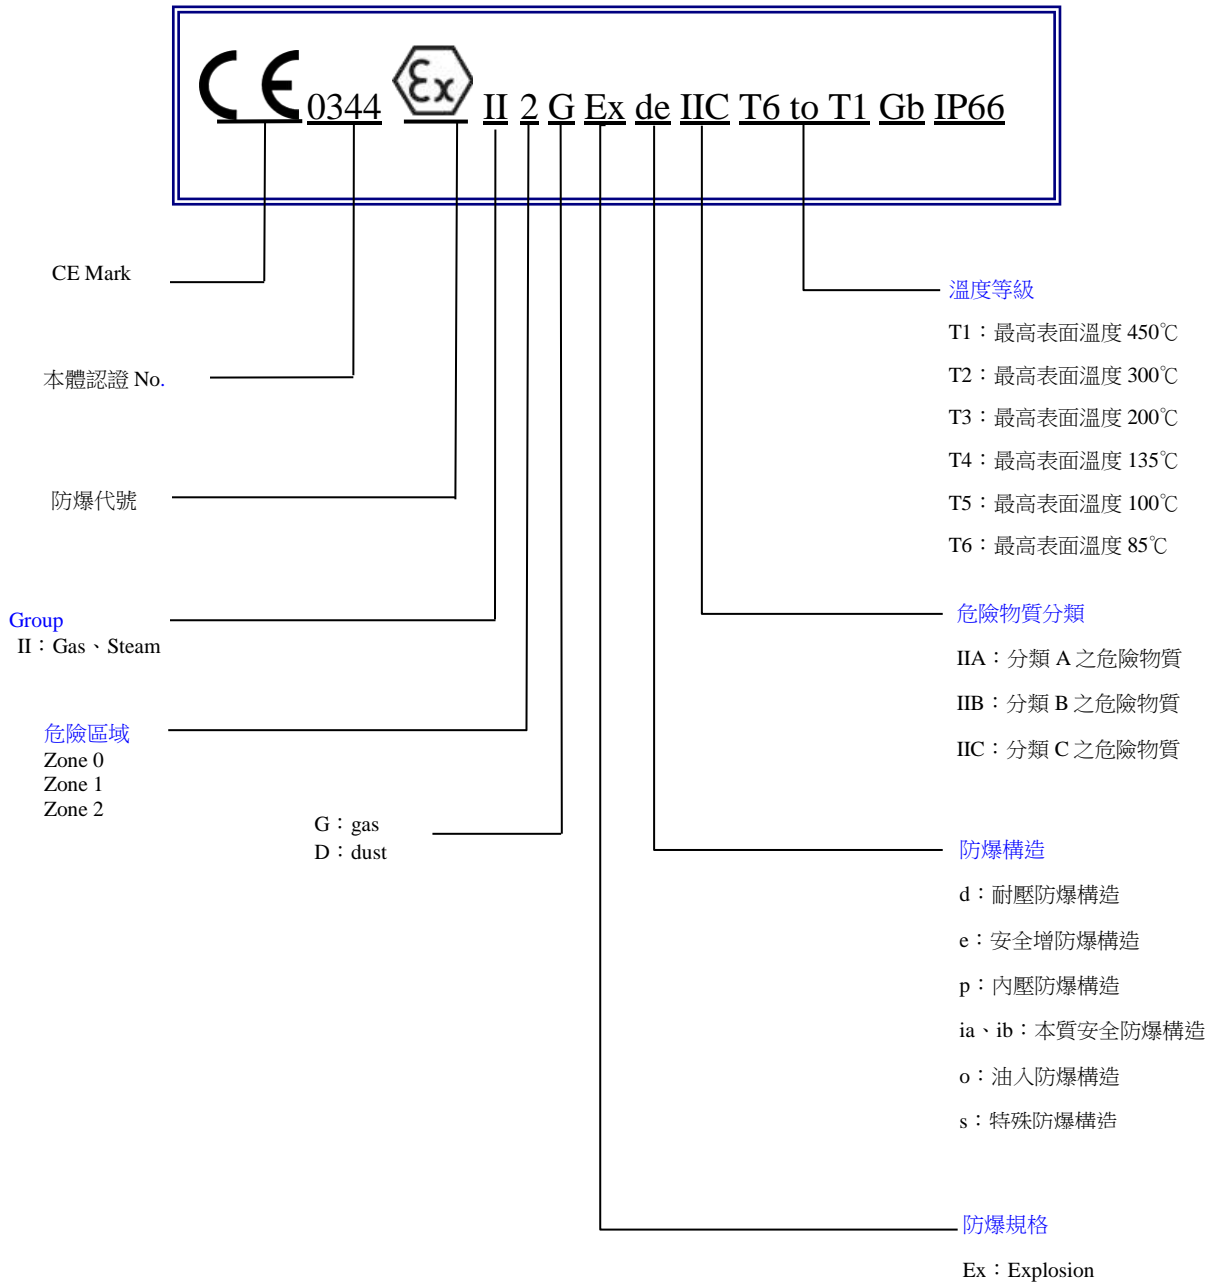 CE 0344 Ex II 2 G Ex de IIC T6 to T1 Gb IP66
CE Mark
本體認證 No.
防爆代號
Group
II：Gas、Steam
危險區域
Zone 0
Zone 1
Zone 2
G：gas
D：dust
溫度等級
T1：最高表面溫度 450℃
T2：最高表面溫度 300℃
T3：最高表面溫度 200℃
T4：最高表面溫度 135℃
T5：最高表面溫度 100℃
T6：最高表面溫度 85℃
危險物質分類
IIA：分類 A 之危險物質
IIB：分類 B 之危險物質
IIC：分類 C 之危險物質
防爆構造
d：耐壓防爆構造
e：安全增防爆構造
p：內壓防爆構造
ia、ib：本質安全防爆構造
o：油入防爆構造
s：特殊防爆構造
防爆規格
Ex：Explosion